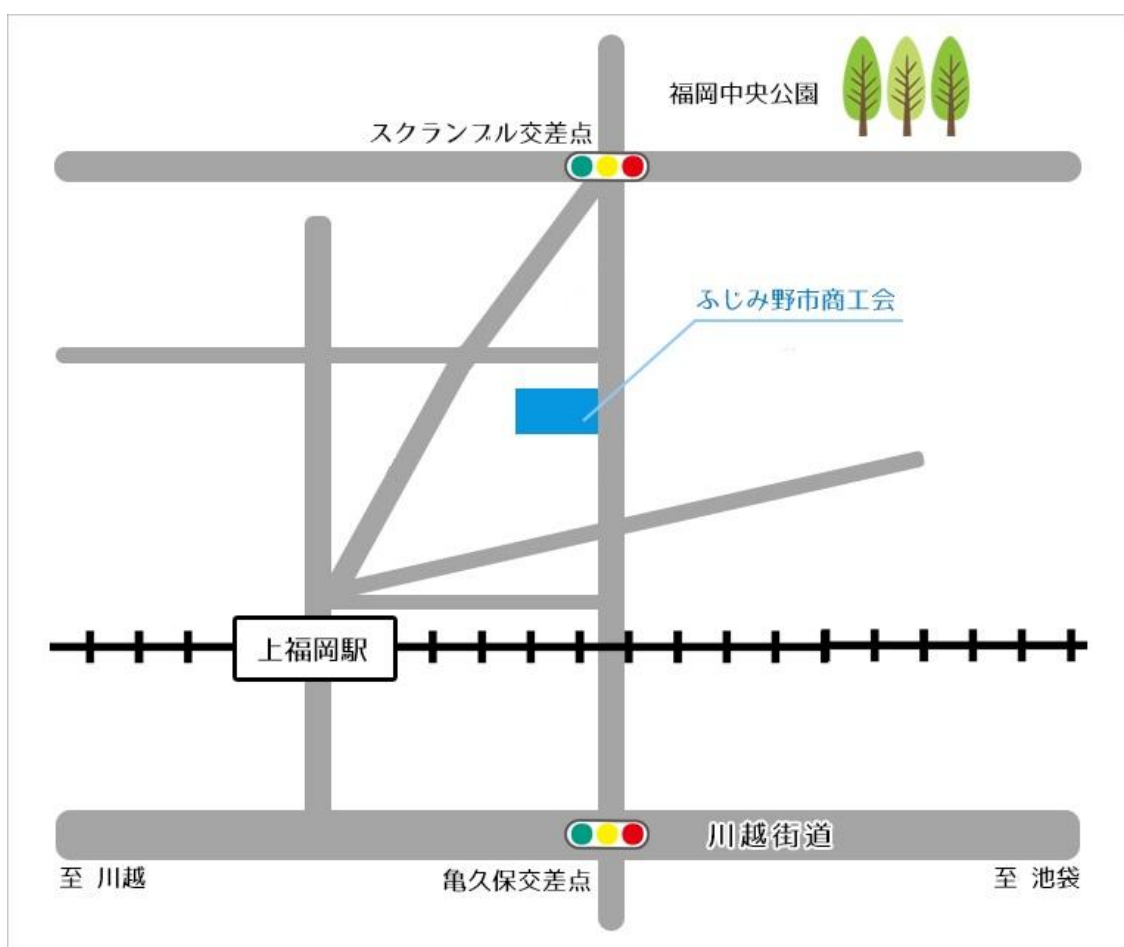 福岡中央公園
スクランブル交差点
ふじみ野市商工会
上福岡駅
川越街道
至 川越
亀久保交差点
至 池袋